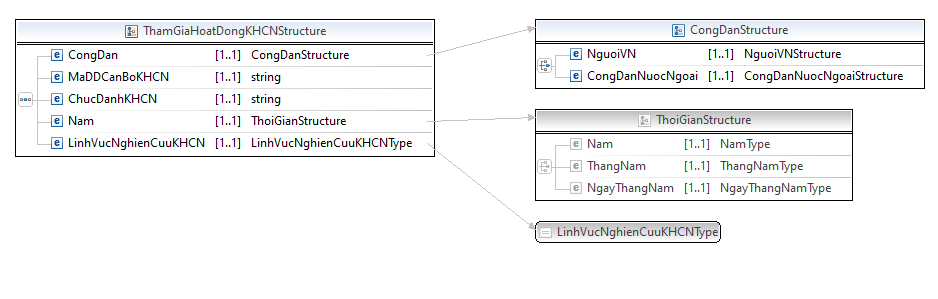 ThamGiaHoatDongKHCNStructure
CongDan [1..1] CongDanStructure
MaDDCanBoKHCN [1..1] string
ChucDanhKHCN [1..1] string
Nam [1..1] ThoiGianStructure
LinhVucNghienCuuKHCN [1..1] LinhVucNghienCuuKHCNType
CongDanStructure
NguoiVN [1..1] NguoiVNStructure
CongDanNuocNgoai [1..1] CongDanNuocNgoaiStructure
ThoiGianStructure
Nam [1..1] NamType
ThangNam [1..1] ThangNamType
NgayThangNam [1..1] NgayThangNamType
LinhVucNghienCuuKHCNType